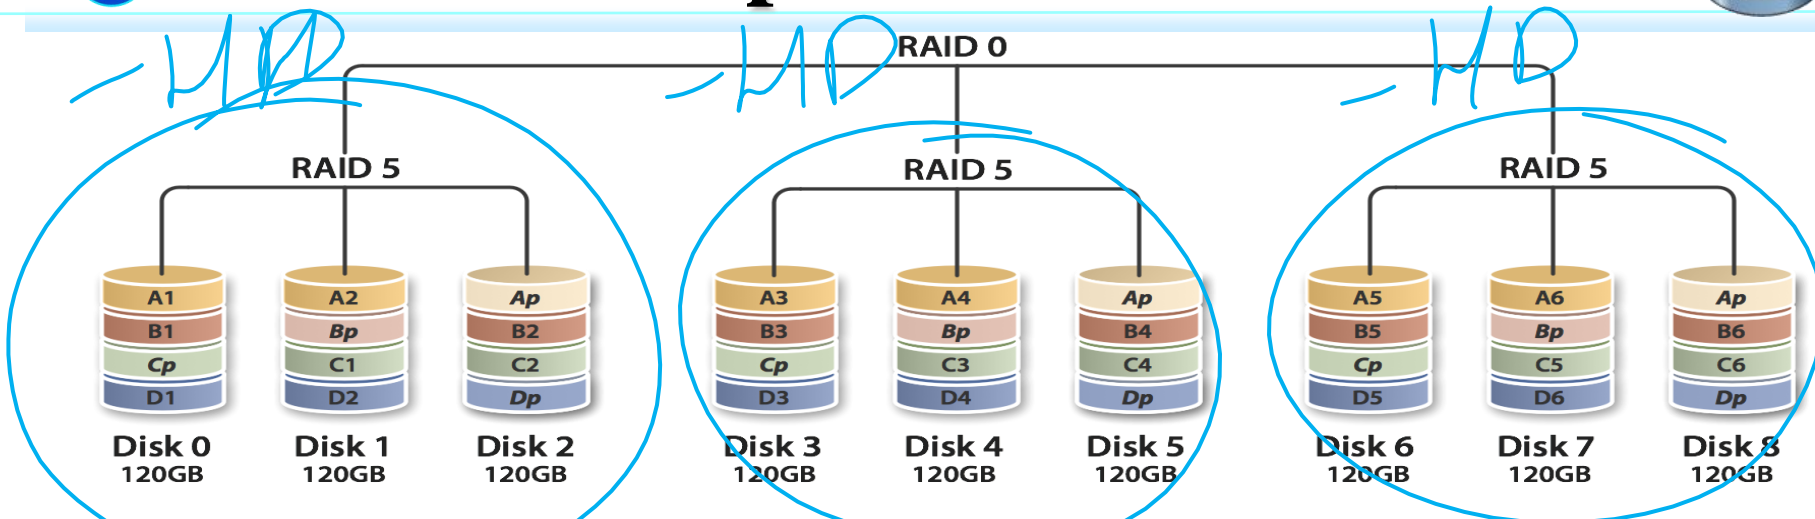 - HD - HD RAID 0 - HD
RAID 5 RAID 5 RAID 5
A1 A2 Ap A3 A4 Ap A5 A6 Ap
B1 Bp B2 B3 Bp B4 B5 Bp B6
Cp C1 C2 Cp C3 C4 Cp C5 C6
D1 D2 Dp D3 D4 Dp D5 D6 Dp
Disk 0 Disk 1 Disk 2 Disk 3 Disk 4 Disk 5 Disk 6 Disk 7 Disk 8
120GB 120GB 120GB 120GB 120GB 120GB 120GB 120GB 120GB